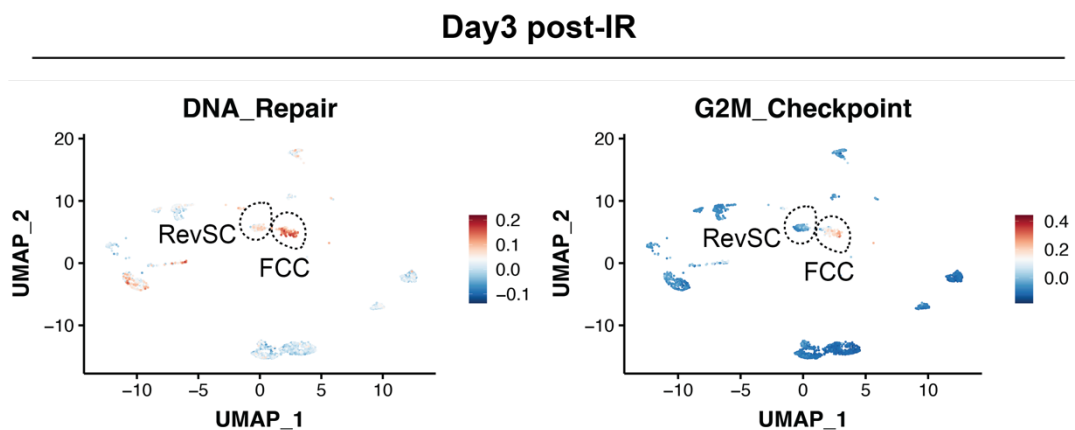 Day3 post-IR
DNA_Repair
20
10
0
−10
UMAP_2
RevSC
FCC
0.2
0.1
0.0
−0.1
−10
−5
0
5
10
UMAP_1
G2M_Checkpoint
20
10
0
−10
UMAP_2
RevSC
FCC
0.4
0.2
0.0
−10
−5
0
5
10
UMAP_1